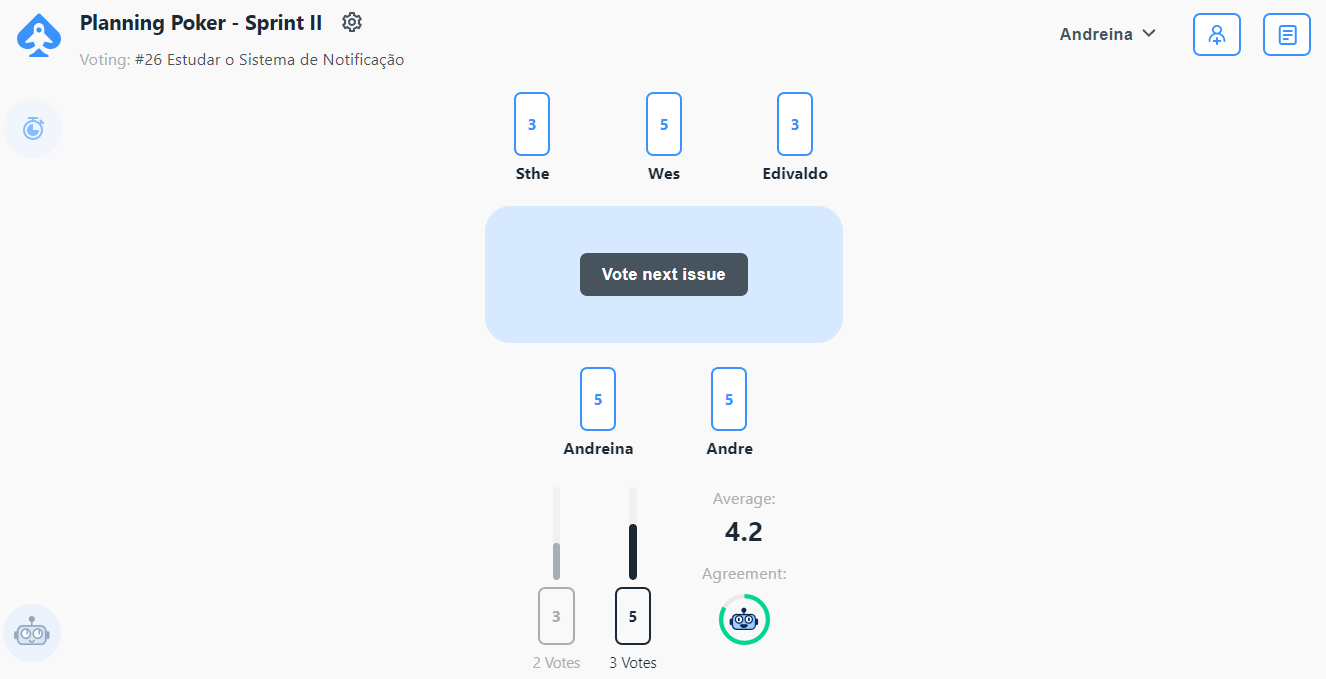 Planning Poker - Sprint II
Andreina
Voting: #26 Estudar o Sistema de Notificação
3 5 3
Sthe Wes Edivaldo
Vote next issue
5 5
Andreina Andre
Average:
4.2
Agreement:
3 5
2 Votes 3 Votes